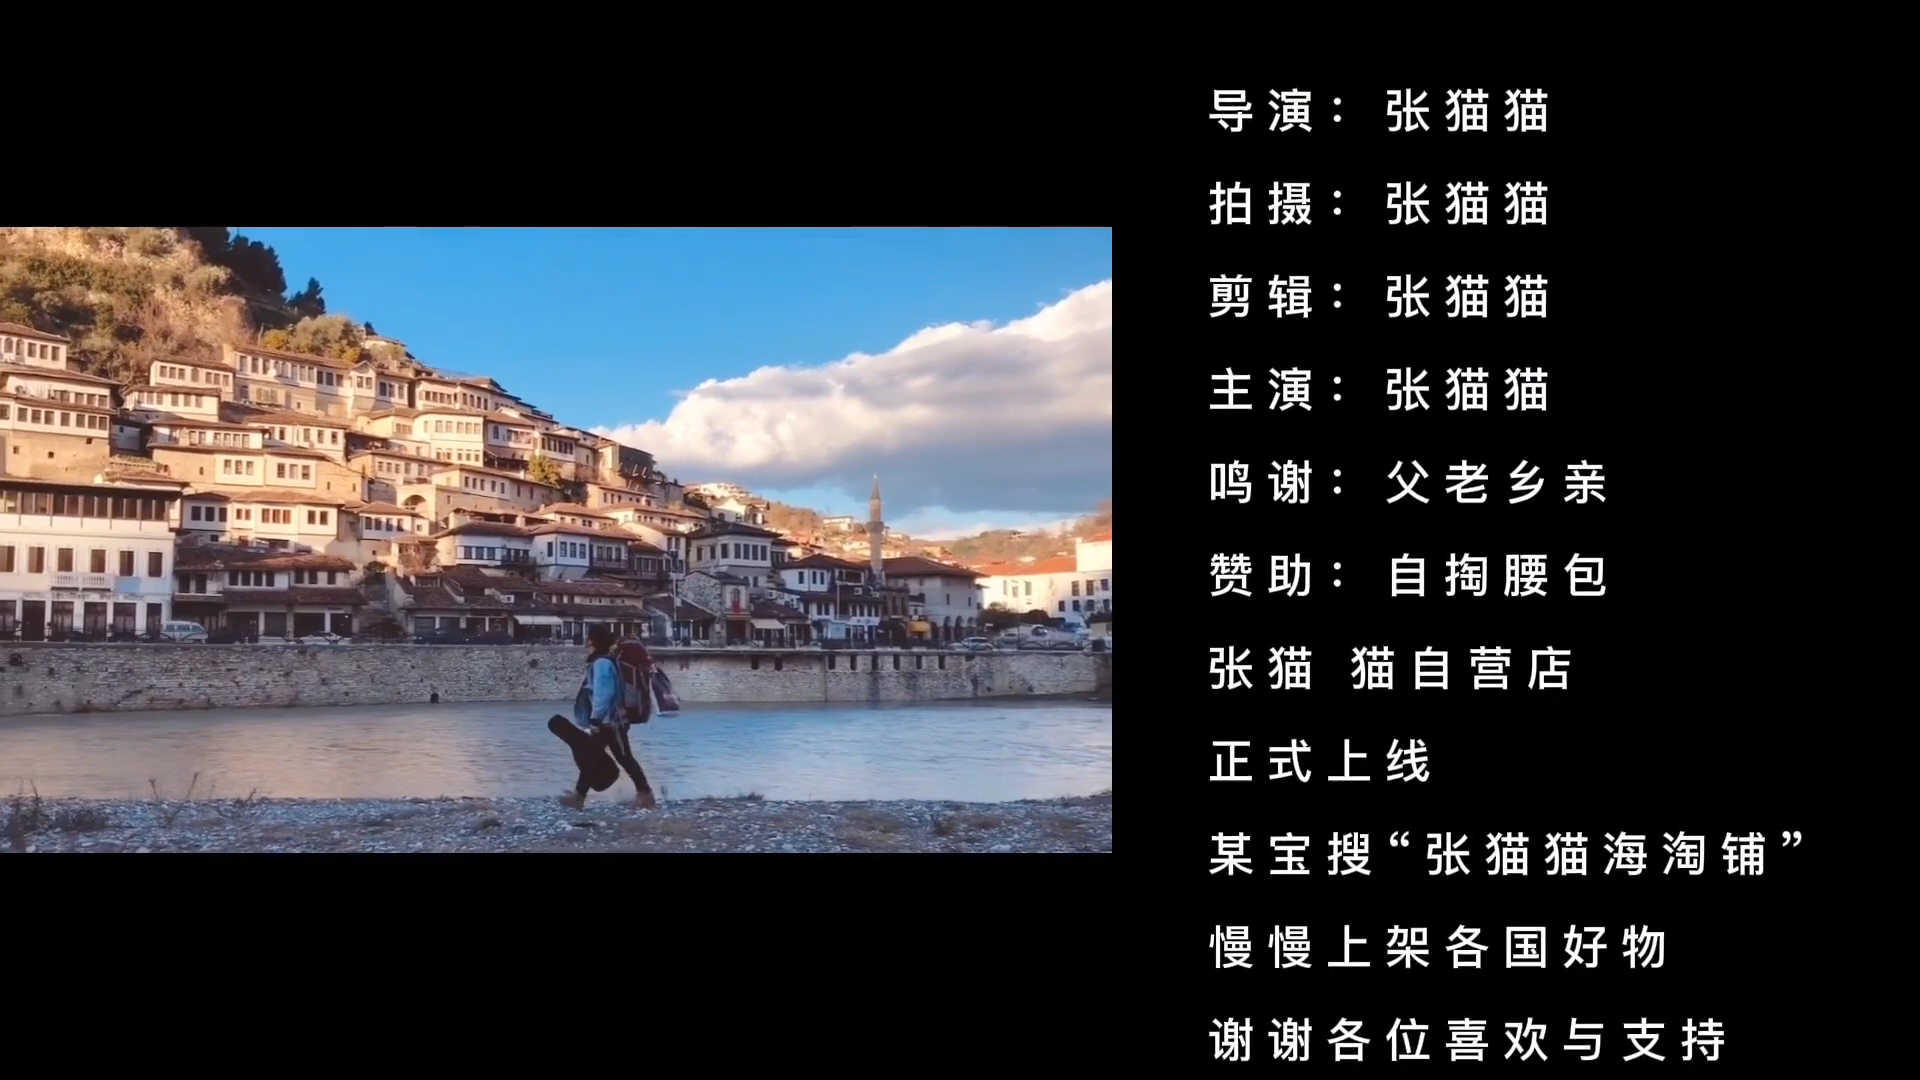 导演： 张猫猫
拍摄： 张猫猫
剪辑： 张猫猫
主演： 张猫猫
鸣谢： 父老乡亲
赞助： 自掏腰包
张猫 猫自营店
正式上线
某宝搜“张猫猫海淘铺”
慢慢上架各国好物
谢谢各位喜欢与支持